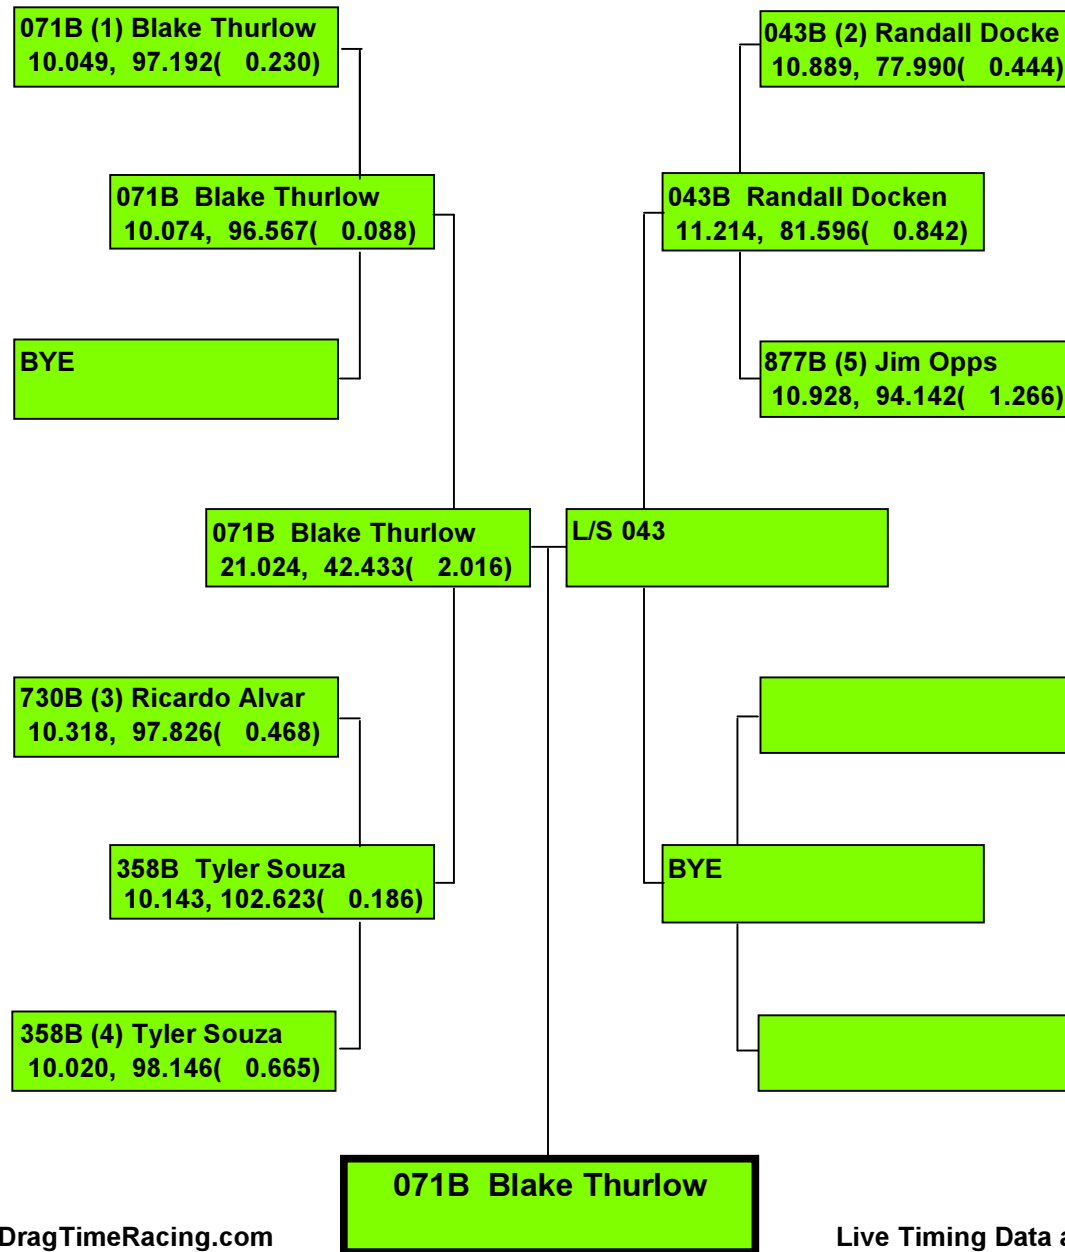 071B (1) Blake Thurlow
10.049, 97.192( 0.230)
043B (2) Randall Docke
10.889, 77.990( 0.444)
071B Blake Thurlow
10.074, 96.567( 0.088)
043B Randall Docken
11.214, 81.596( 0.842)
BYE
877B (5) Jim Opps
10.928, 94.142( 1.266)
071B Blake Thurlow
21.024, 42.433( 2.016)
L/S 043
730B (3) Ricardo Alvar
10.318, 97.826( 0.468)
358B Tyler Souza
10.143, 102.623( 0.186)
BYE
358B (4) Tyler Souza
10.020, 98.146( 0.665)
071B Blake Thurlow
DragTimeRacing.com
Live Timing Data a